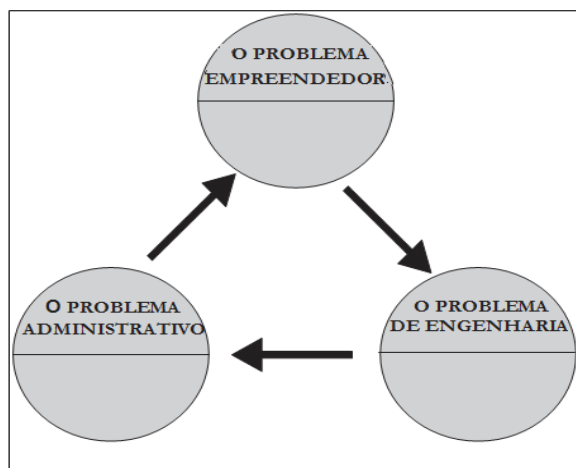 O PROBLEMA
EMPREENDEDOR
O PROBLEMA
ADMINISTRATIVO
O PROBLEMA
DE ENGENHARIA